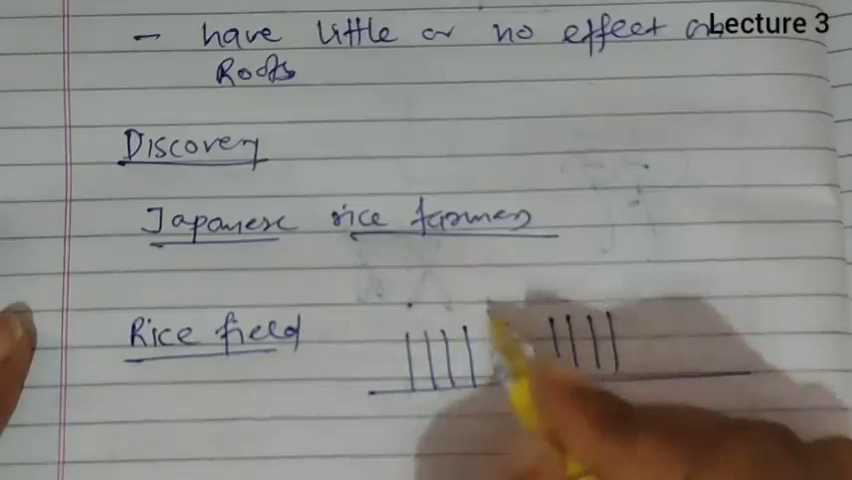 - have little or no effect on Lecture 3
Roots
Discovery
Japanese rice farmers
Rice field